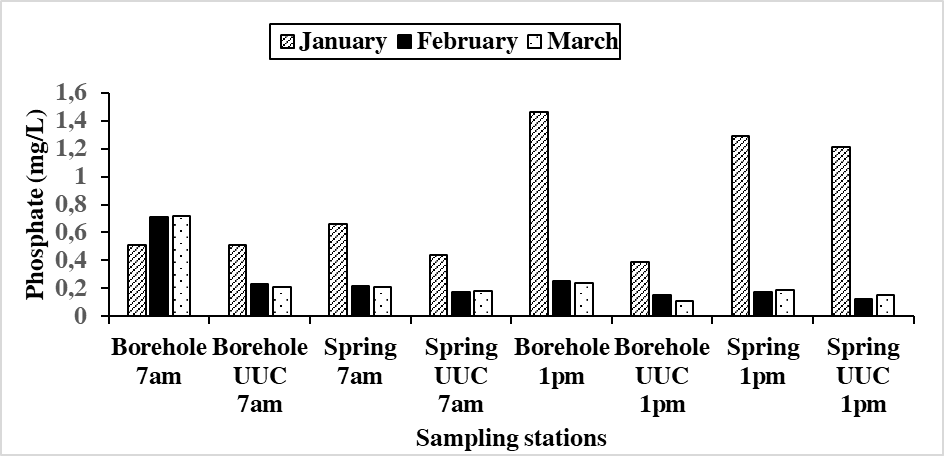 January February March
Phosphate (mg/L)
1,6
1,4
1,2
1
0,8
0,6
0,4
0,2
0
Borehole 7am
Borehole UUC 7am
Spring 7am
Spring UUC 7am
Borehole 1pm
Borehole UUC 1pm
Spring 1pm
Spring UUC 1pm
Sampling stations